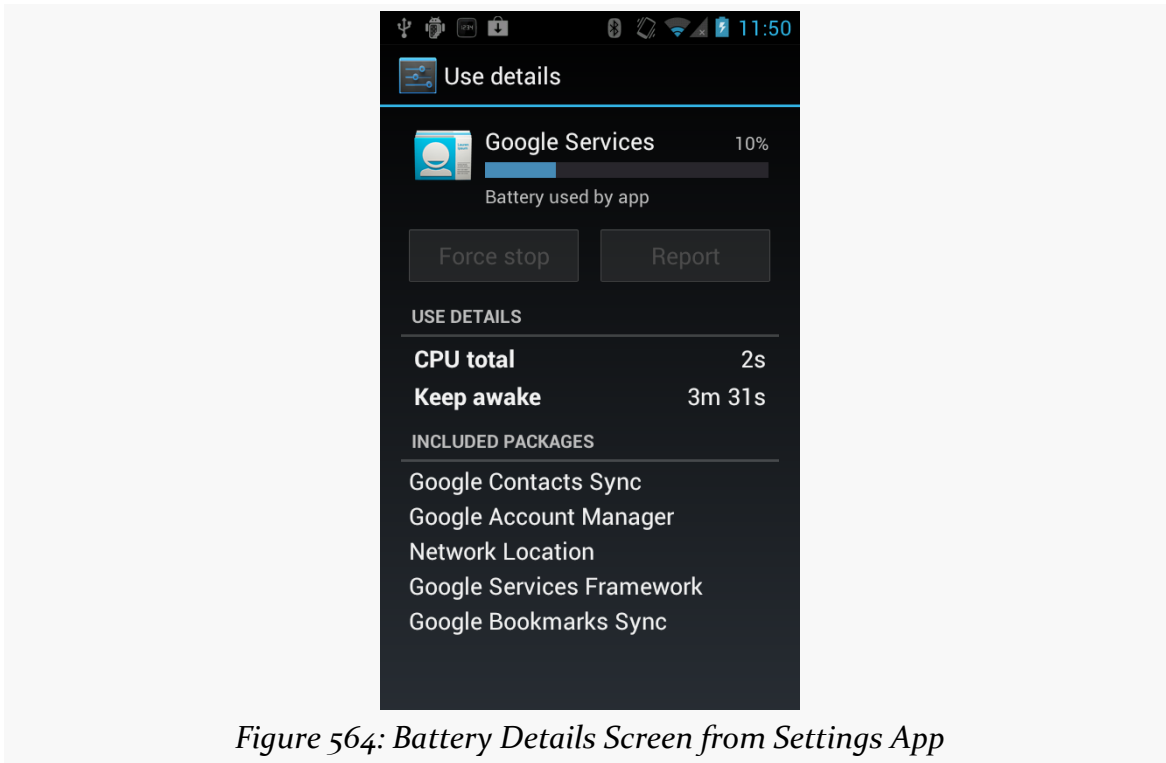 11:50
Use details
Google Services 10%
Battery used by app
Force stop Report
USE DETAILS
CPU total 2s
Keep awake 3m 31s
INCLUDED PACKAGES
Google Contacts Sync
Google Account Manager
Network Location
Google Services Framework
Google Bookmarks Sync
Figure 564: Battery Details Screen from Settings App